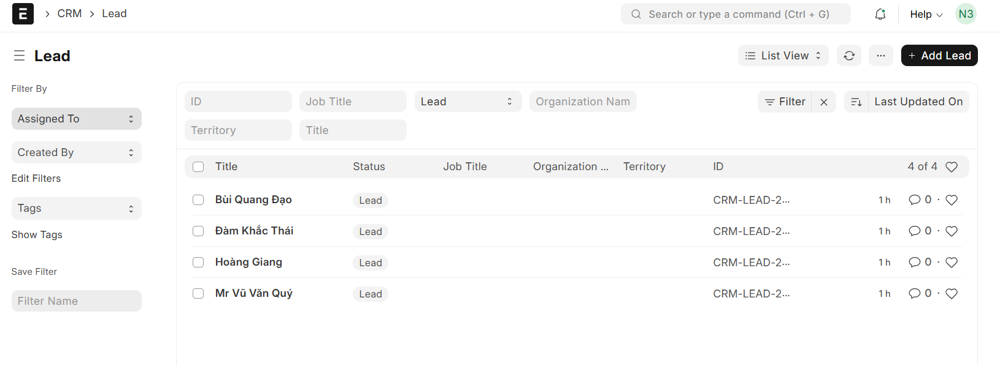 E CRM Lead Search or type a command (Ctrl + G) Help N3
Lead List View ... + Add Lead
Filter By
ID Job Title Lead Organization Nam Filter Last Updated On
Assigned To
Territory Title
Created By
Title Status Job Title Organization ... Territory ID 4 of 4
Edit Filters
Bùi Quang Đạo Lead CRM-LEAD-2... 1 h 0 ·
Tags
Đàm Khắc Thái Lead CRM-LEAD-2... 1 h 0 ·
Show Tags
Hoàng Giang Lead CRM-LEAD-2... 1 h 0 ·
Save Filter
Mr Vũ Văn Quý Lead CRM-LEAD-2... 1 h 0 ·
Filter Name